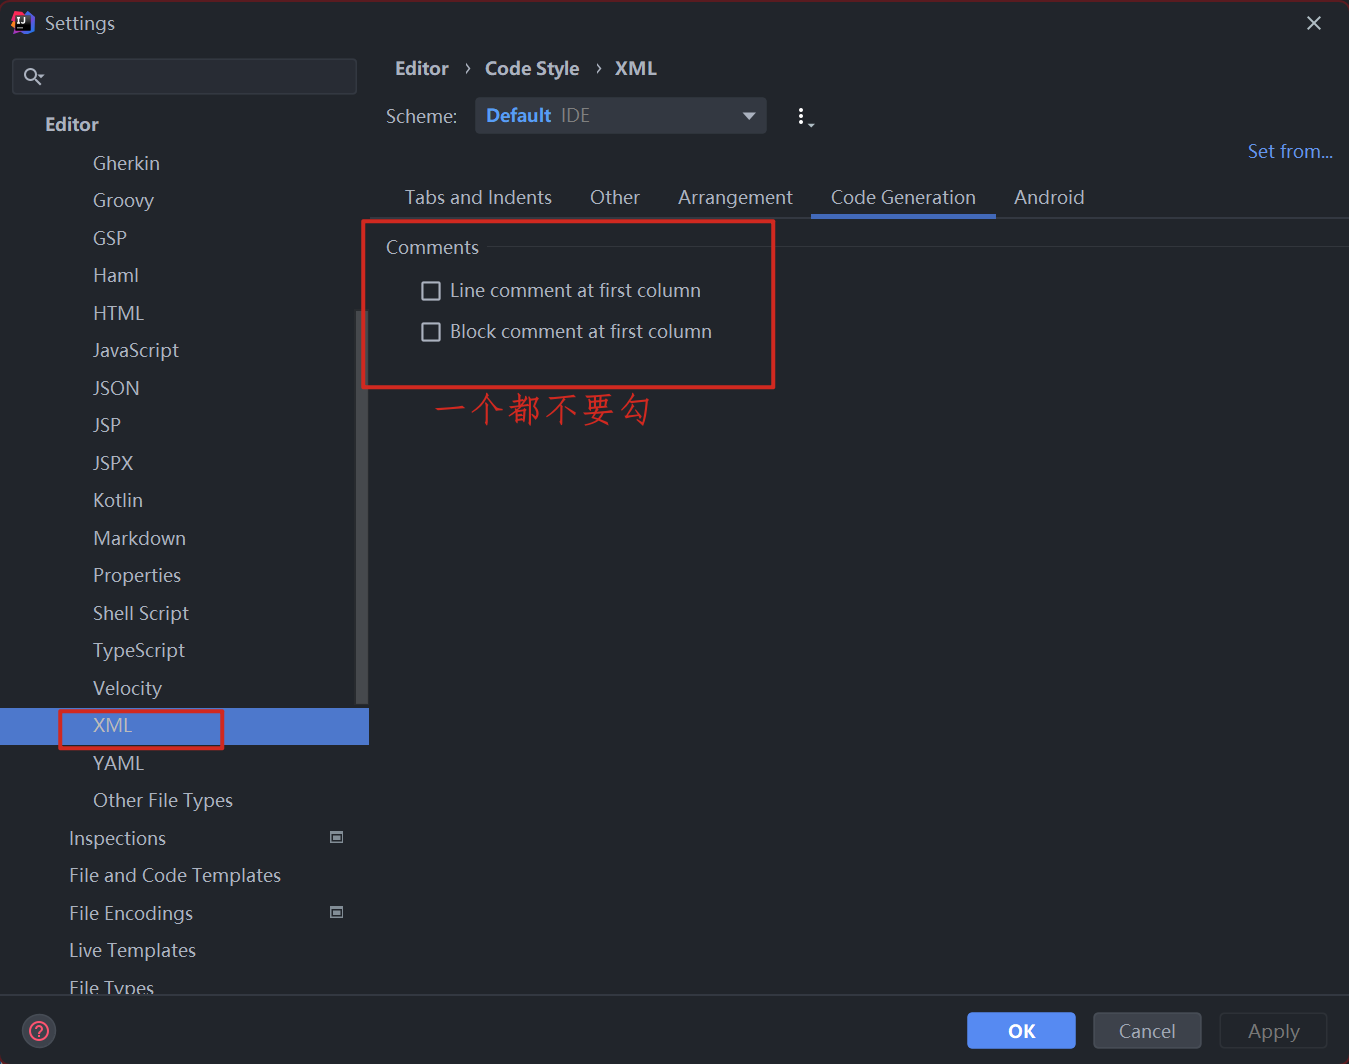 Settings
Editor
Gherkin
Groovy
GSP
Haml
HTML
JavaScript
JSON
JSP
JSPX
Kotlin
Markdown
Properties
Shell Script
TypeScript
Velocity
XML
YAML
Other File Types
Inspections
File and Code Templates
File Encodings
Live Templates
File Types
Editor › Code Style › XML
Scheme: Default IDE
Set from...
Tabs and Indents Other Arrangement Code Generation Android
Comments
Line comment at first column
Block comment at first column
一个都不要勾
OK Cancel Apply